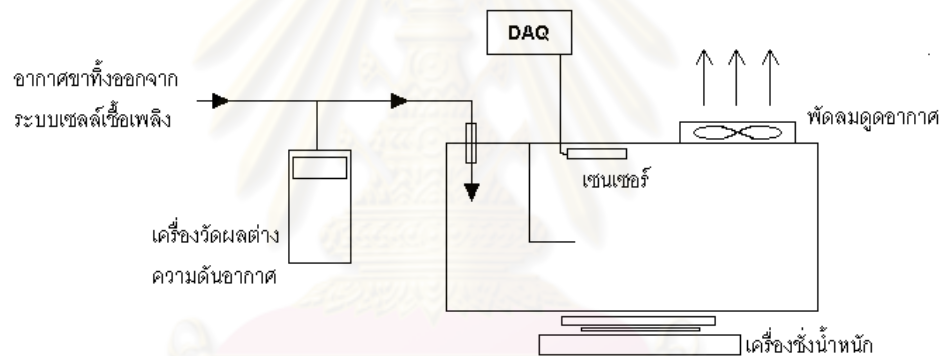 DAQ
อากาศขาทิ้งออกจาก
ระบบเซลล์เชื้อเพลิง
พัดลมดูดอากาศ
เซนเซอร์
เครื่องวัดผลต่าง
ความดันอากาศ
เครื่องชั่งน้ำหนัก